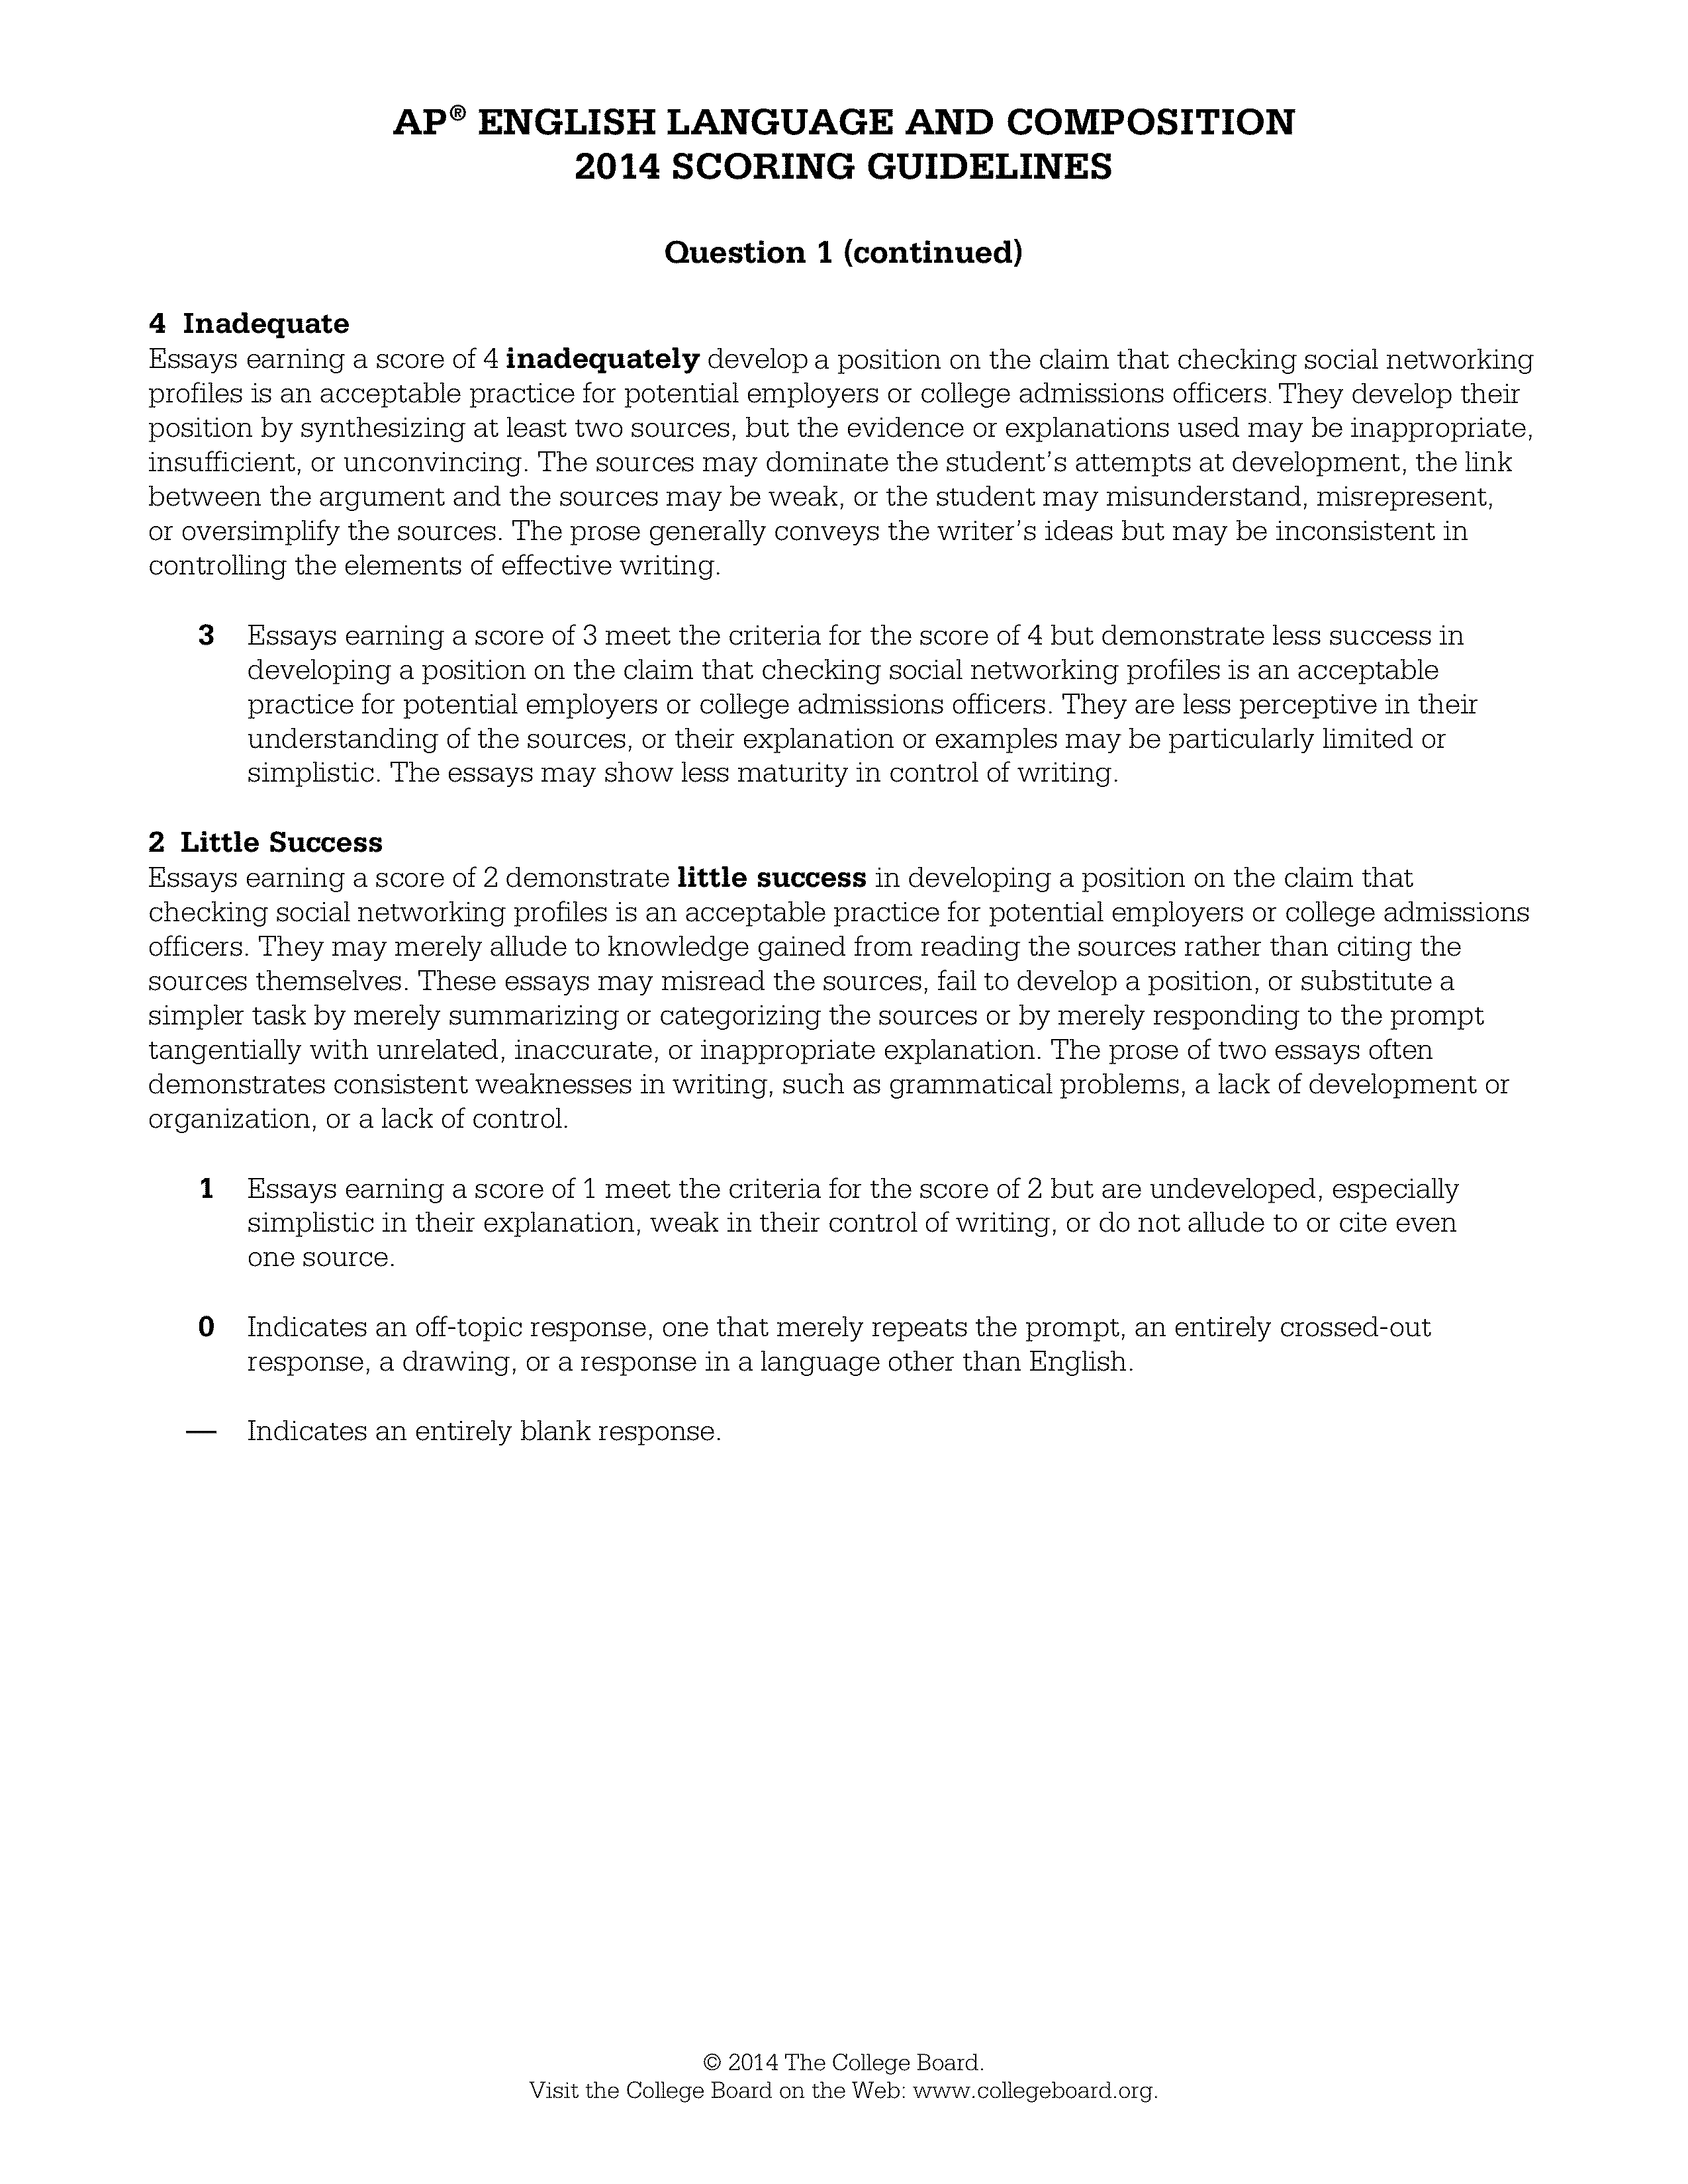 AP® ENGLISH LANGUAGE AND COMPOSITION
2014 SCORING GUIDELINES
Question 1 (continued)
4 Inadequate
Essays earning a score of 4 inadequately develop a position on the claim that checking social networking
profiles is an acceptable practice for potential employers or college admissions officers. They develop their
position by synthesizing at least two sources, but the evidence or explanations used may be inappropriate,
insufficient, or unconvincing. The sources may dominate the student's attempts at development, the link
between the argument and the sources may be weak, or the student may misunderstand, misrepresent,
or oversimplify the sources. The prose generally conveys the writer's ideas but may be inconsistent in
controlling the elements of effective writing.
3 Essays earning a score of 3 meet the criteria for the score of 4 but demonstrate less success in
developing a position on the claim that checking social networking profiles is an acceptable
practice for potential employers or college admissions officers. They are less perceptive in their
understanding of the sources, or their explanation or examples may be particularly limited or
simplistic. The essays may show less maturity in control of writing.
2 Little Success
Essays earning a score of 2 demonstrate little success in developing a position on the claim that
checking social networking profiles is an acceptable practice for potential employers or college admissions
officers. They may merely allude to knowledge gained from reading the sources rather than citing the
sources themselves. These essays may misread the sources, fail to develop a position, or substitute a
simpler task by merely summarizing or categorizing the sources or by merely responding to the prompt
tangentially with unrelated, inaccurate, or inappropriate explanation. The prose of two essays often
demonstrates consistent weaknesses in writing, such as grammatical problems, a lack of development or
organization, or a lack of control.
1 Essays earning a score of 1 meet the criteria for the score of 2 but are undeveloped, especially
simplistic in their explanation, weak in their control of writing, or do not allude to or cite even
one source.
0 Indicates an off-topic response, one that merely repeats the prompt, an entirely crossed-out
response, a drawing, or a response in a language other than English.
— Indicates an entirely blank response.
© 2014 The College Board.
Visit the College Board on the Web: www.collegeboard.org.